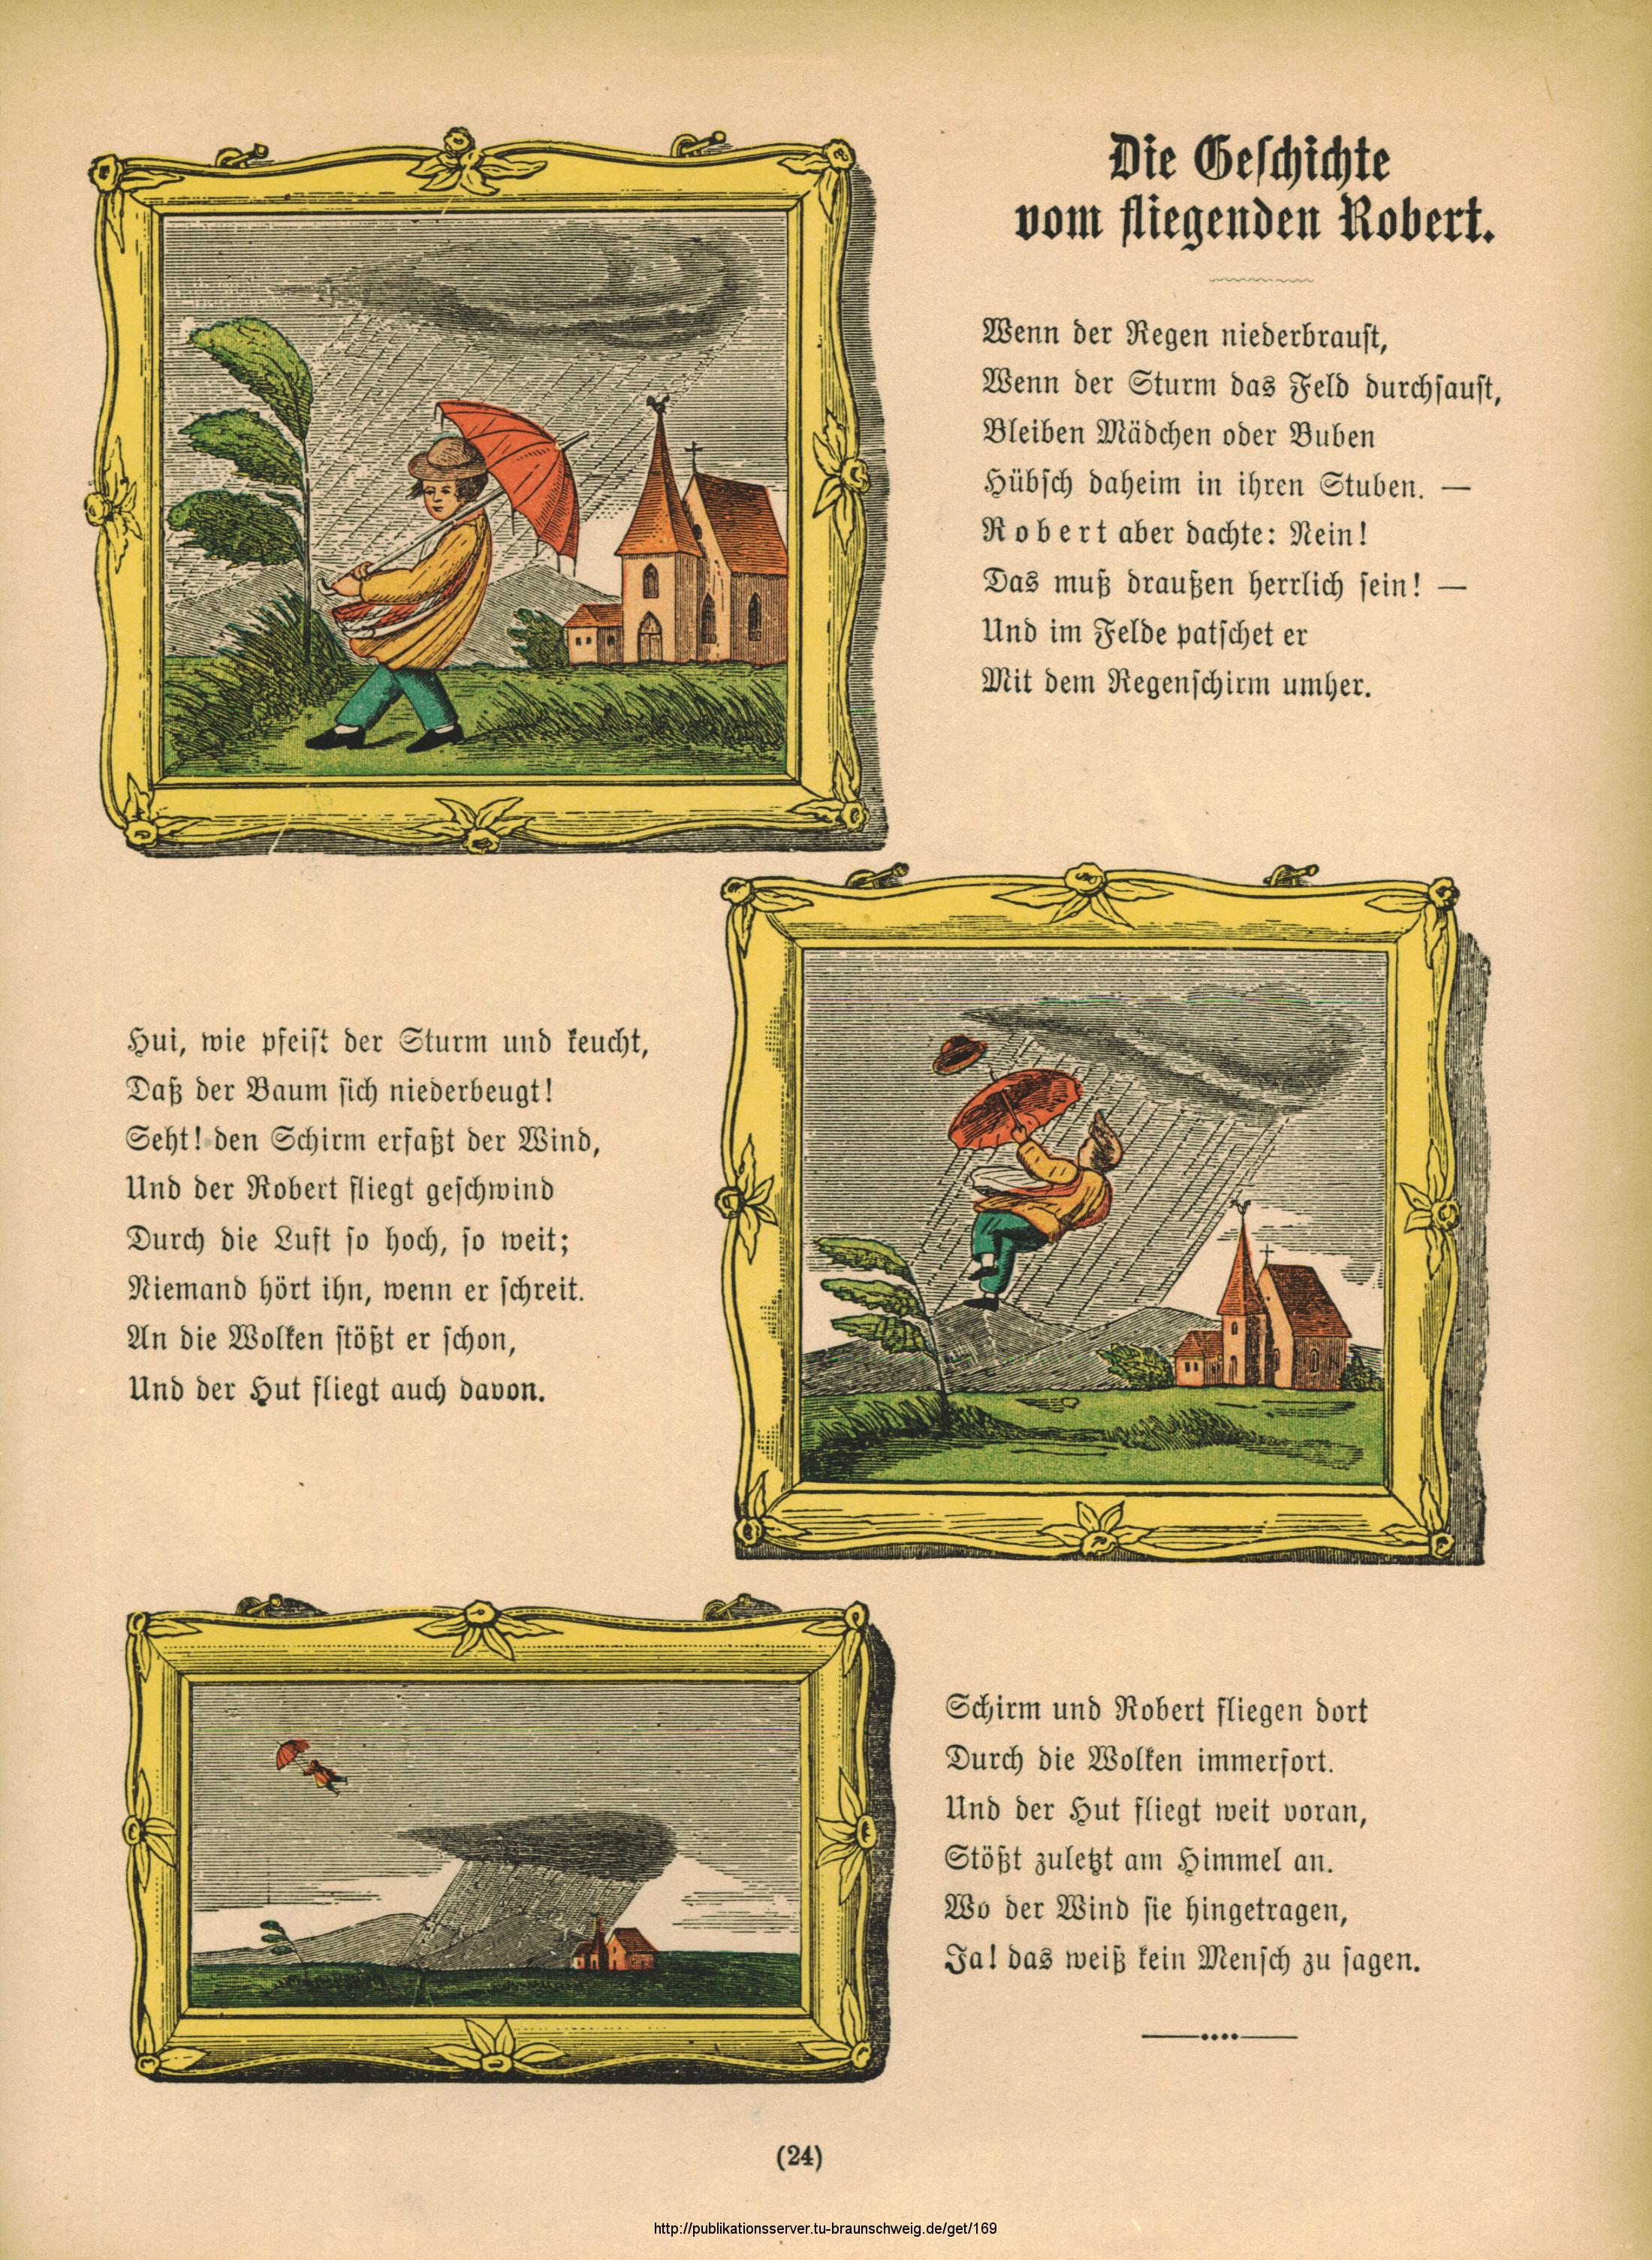 Die Geſchichte
vom fliegenden Robert.
Wenn der Regen niederbrauſt,
Wenn der Sturm das Feld durchſauſt,
Bleiben Mädchen oder Buben
Hübſch daheim in ihren Stuben. —
Robert aber dachte: Nein!
Das muß draußen herrlich ſein! —
Und im Felde patſchet er
Mit dem Regenſchirm umher.
Hui, wie pfeift der Sturm und keucht,
Daß der Baum ſich niederbeugt!
Seht! den Schirm erfaßt der Wind,
Und der Robert fliegt geſchwind
Durch die Luft ſo hoch, ſo weit;
Niemand hört ihn, wenn er ſchreit.
An die Wolken ſtößt er ſchon,
Und der Hut fliegt auch davon.
Schirm und Robert fliegen dort
Durch die Wolken immerfort.
Und der Hut fliegt weit voran,
Stößt zuletzt am Himmel an.
Wo der Wind ſie hingetragen,
Ja! das weiß kein Menſch zu ſagen.
(24)
http://publikationsserver.tu-braunschweig.de/get/169